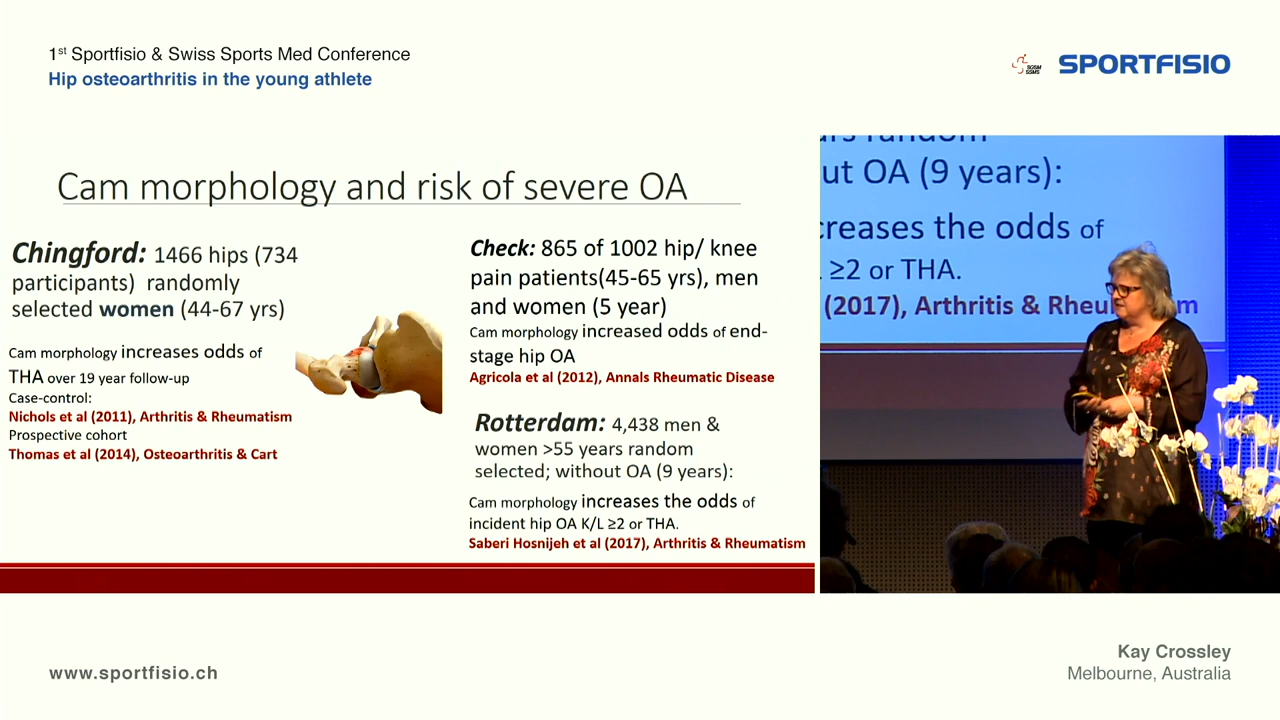 1st Sportfisio & Swiss Sports Med Conference
Hip osteoarthritis in the young athlete
SGSM
SSMS
SPORTFISIO
Cam morphology and risk of severe OA
Chingford: 1466 hips (734
participants) randomly
selected women (44-67 yrs)
Cam morphology increases odds of
THA over 19 year follow-up
Case-control:
Nichols et al (2011), Arthritis & Rheumatism
Prospective cohort
Thomas et al (2014), Osteoarthritis & Cart
Check: 865 of 1002 hip/ knee
pain patients(45-65 yrs), men
and women (5 year)
Cam morphology increased odds of end-
stage hip OA
Agricola et al (2012), Annals Rheumatic Disease
Rotterdam: 4,438 men &
women >55 years random
selected; without OA (9 years):
Cam morphology increases the odds of
incident hip OA K/L ≥2 or THA.
Saberi Hosnijeh et al (2017), Arthritis & Rheumatism
random
ut OA (9 years):
creases the odds of
≥2 or THA.
(2017), Arthritis & Rheu m
www.sportfisio.ch
Kay Crossley
Melbourne, Australia